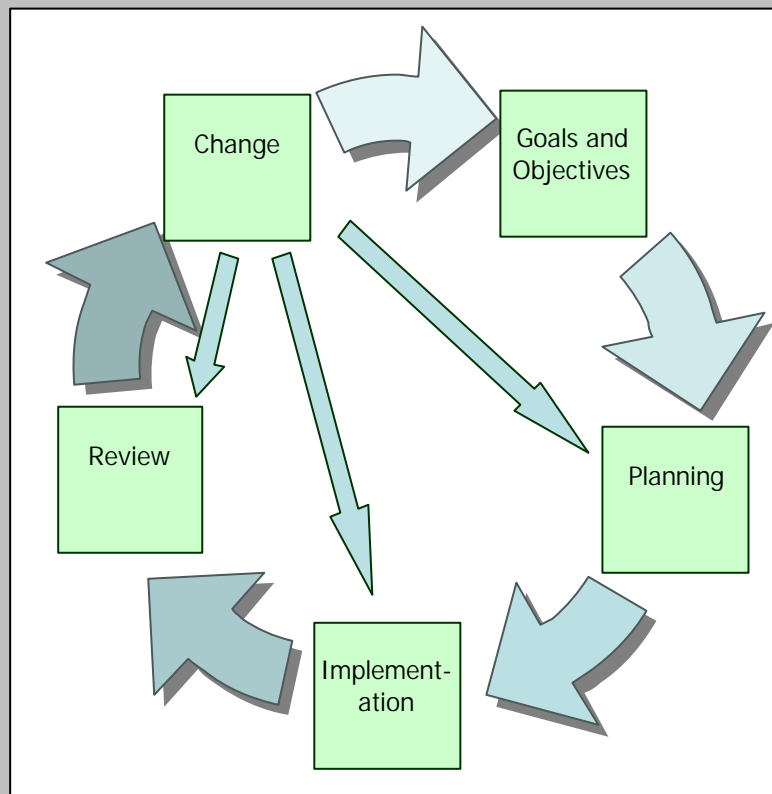 Change
Goals and
Objectives
Review
Planning
Implement-
ation